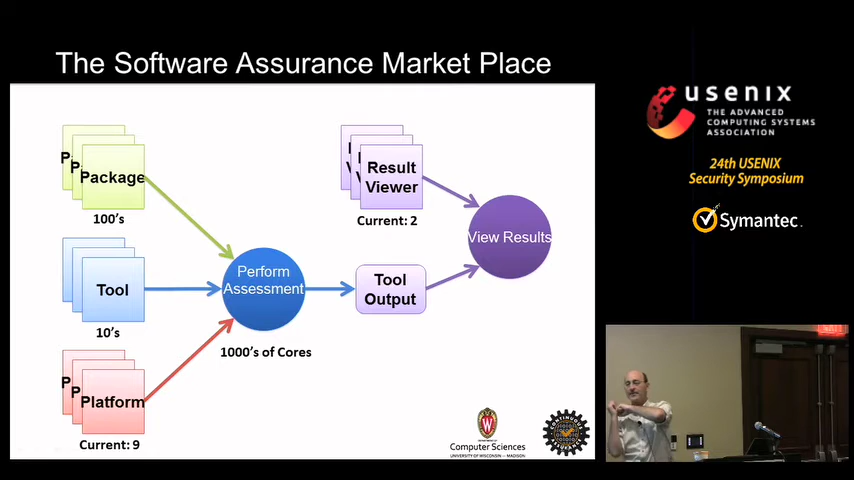 The Software Assurance Market Place
P
P
Package
100's
Tool
10's
P
P
Platform
Current: 9
Perform
Assessment
1000's of Cores
Result
Viewer
Current: 2
Tool
Output
View Results
W
DEPARTMENT OF
Computer Sciences
UNIVERSITY OF WISCONSIN – MADISON
usenix
THE ADVANCED
COMPUTING SYSTEMS
ASSOCIATION
24th USENIX
Security Symposium
Symantec.